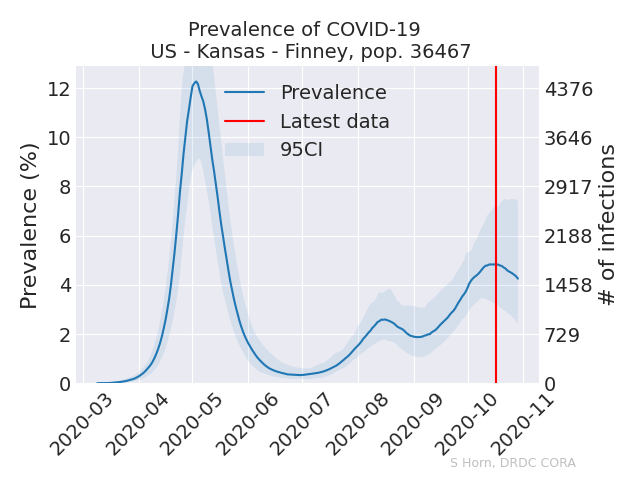 Prevalence of COVID-19
US - Kansas - Finney, pop. 36467
Prevalence (%)
12
10
8
6
4
2
0
Prevalence
Latest data
95CI
4376
3646
2917
2188
1458
729
0
# of infections
2020-03
2020-04
2020-05
2020-06
2020-07
2020-08
2020-09
2020-10
2020-11
S Horn, DRDC CORA